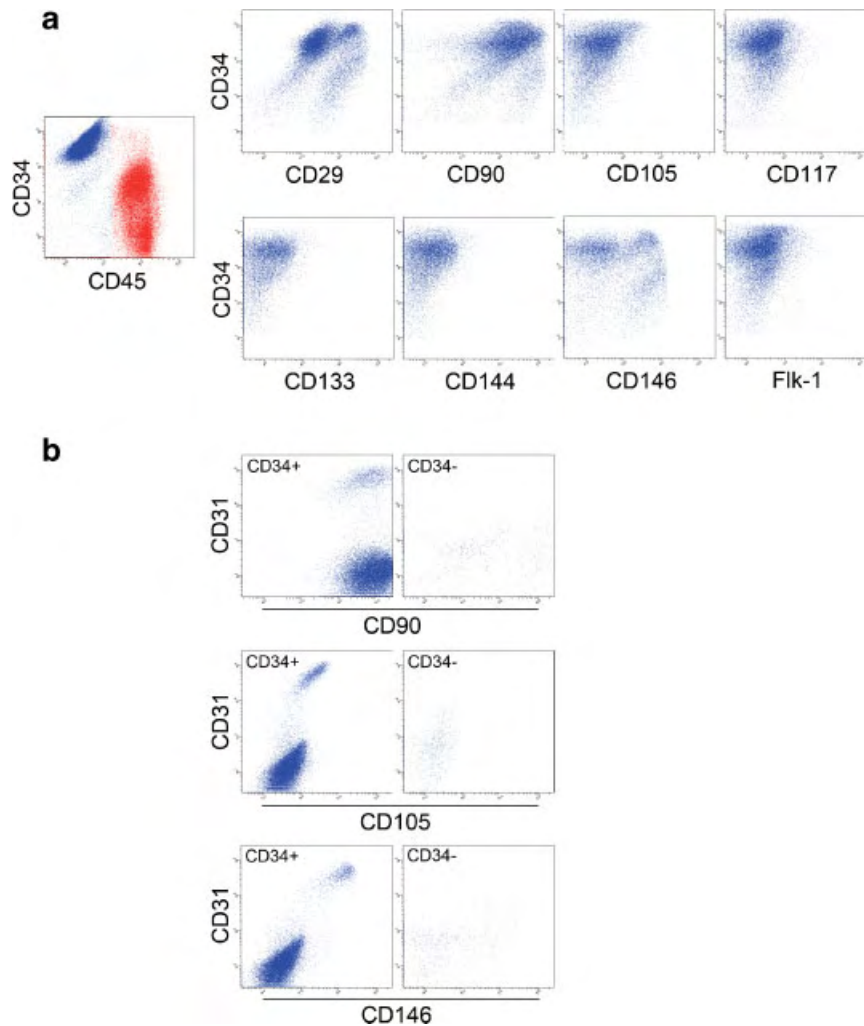 a
CD34
CD45
CD34
CD29
CD90
CD105
CD117
CD34
CD133
CD144
CD146
Flk-1
b
CD31
CD34+
CD34-
CD90
CD31
CD34+
CD34-
CD105
CD31
CD34+
CD34-
CD146